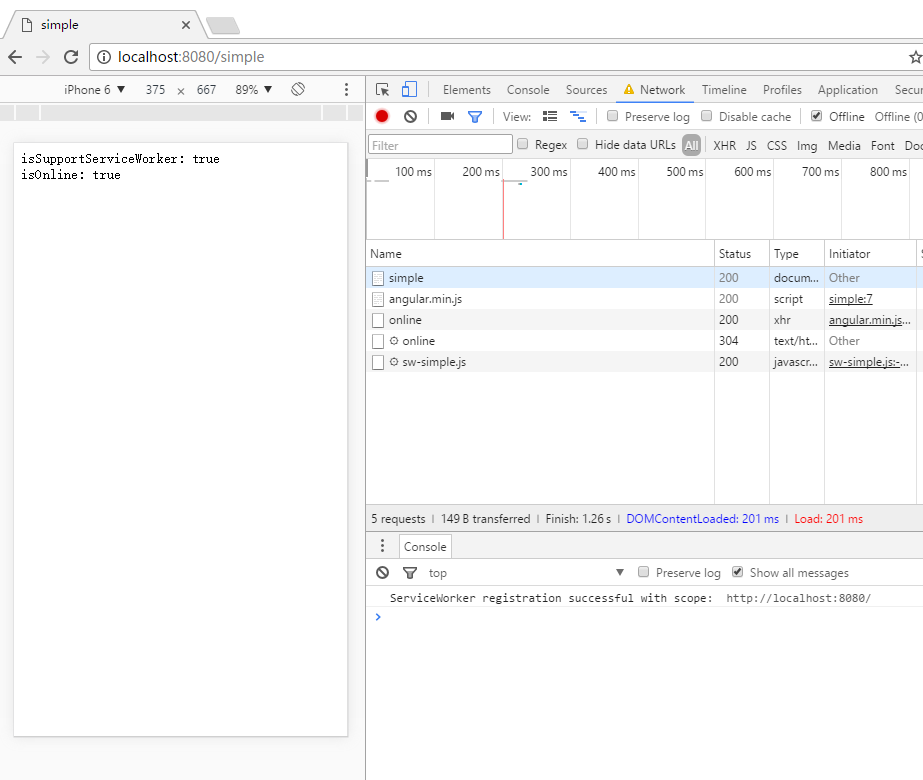 simple
localhost:8080/simple
iPhone 6 375 × 667 89%
Elements Console Sources Network Timeline Profiles Application Secur
View: Preserve log Disable cache Offline Offline (0
Filter Regex Hide data URLs All XHR JS CSS Img Media Font Doc
100 ms 200 ms 300 ms 400 ms 500 ms 600 ms 700 ms 800 ms
isSupportServiceWorker: true
isOnline: true
Name Status Type Initiator
simple 200 docum... Other
angular.min.js 200 script simple:7
online 200 xhr angular.min.js...
online 304 text/ht... Other
sw-simple.js 200 javascr... sw-simple.js:-...
5 requests | 149 B transferred | Finish: 1.26 s | DOMContentLoaded: 201 ms | Load: 201 ms
Console
top Preserve log Show all messages
ServiceWorker registration successful with scope: http://localhost:8080/